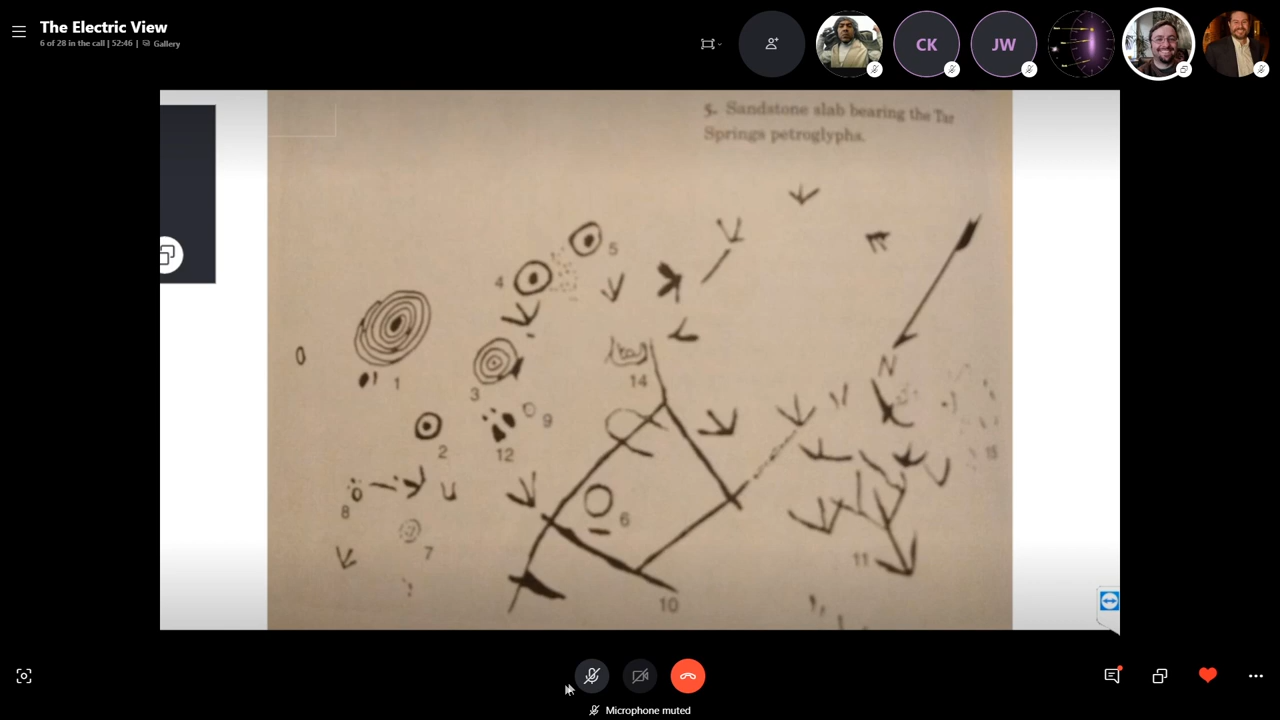 The Electric View
6 of 28 in the call | 52:46 | Gallery
CK
JW
5. Sandstone slab bearing the Tar
Springs petroglyphs.
5
4
1
3
14
9
2
12
N
15
8
6
7
11
10
Microphone muted